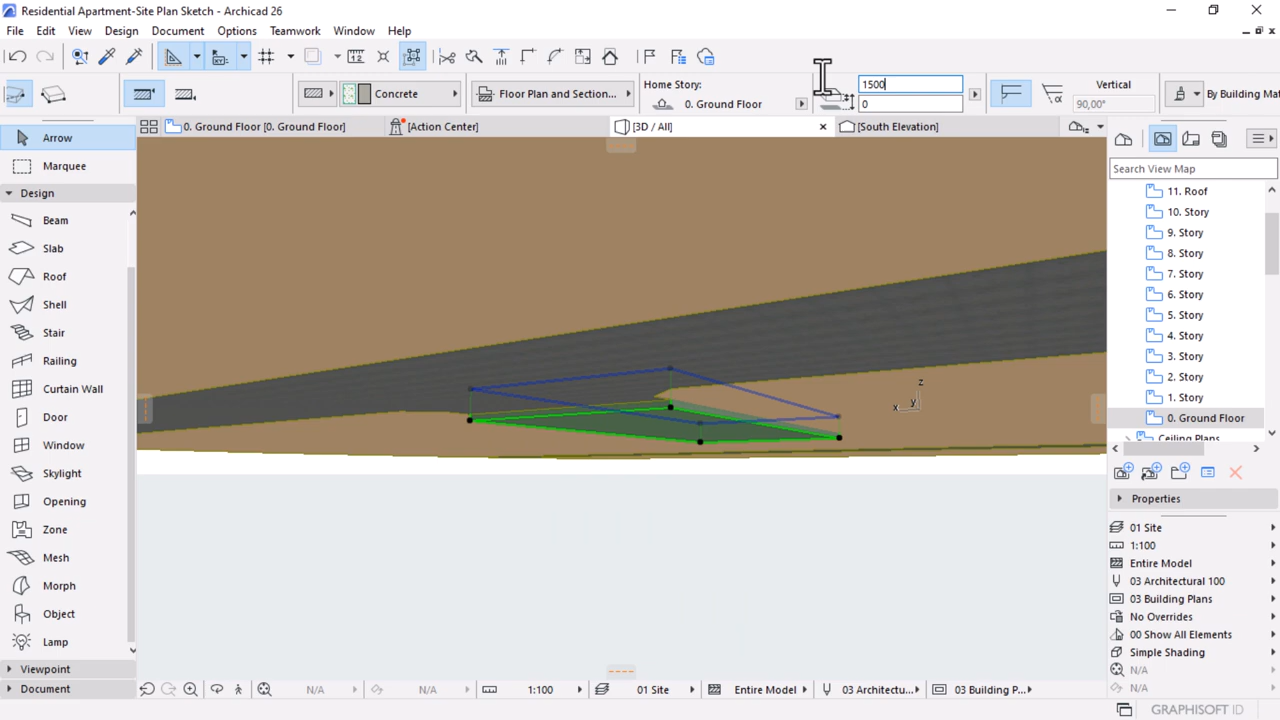 Residential Apartment-Site Plan Sketch - Archicad 26
File Edit View Design Document Options Teamwork Window Help
Concrete
Floor Plan and Section...
Home Story:
0. Ground Floor
1500
0
Vertical
90,00°
By Building Mat
0. Ground Floor [0. Ground Floor]
[Action Center]
[3D / All]
[South Elevation]
Arrow
Marquee
Design
Beam
Slab
Roof
Shell
Stair
Railing
Curtain Wall
Door
Window
Skylight
Opening
Zone
Mesh
Morph
Object
Lamp
Viewpoint
Document
z
x
y
Search View Map
11. Roof
10. Story
9. Story
8. Story
7. Story
6. Story
5. Story
4. Story
3. Story
2. Story
1. Story
0. Ground Floor
Ceiling Plans
Properties
01 Site
1:100
Entire Model
03 Architectural 100
03 Building Plans
No Overrides
00 Show All Elements
Simple Shading
N/A
N/A
N/A
N/A
1:100
01 Site
Entire Model
03 Architectu...
03 Building P...
GRAPHISOFT ID